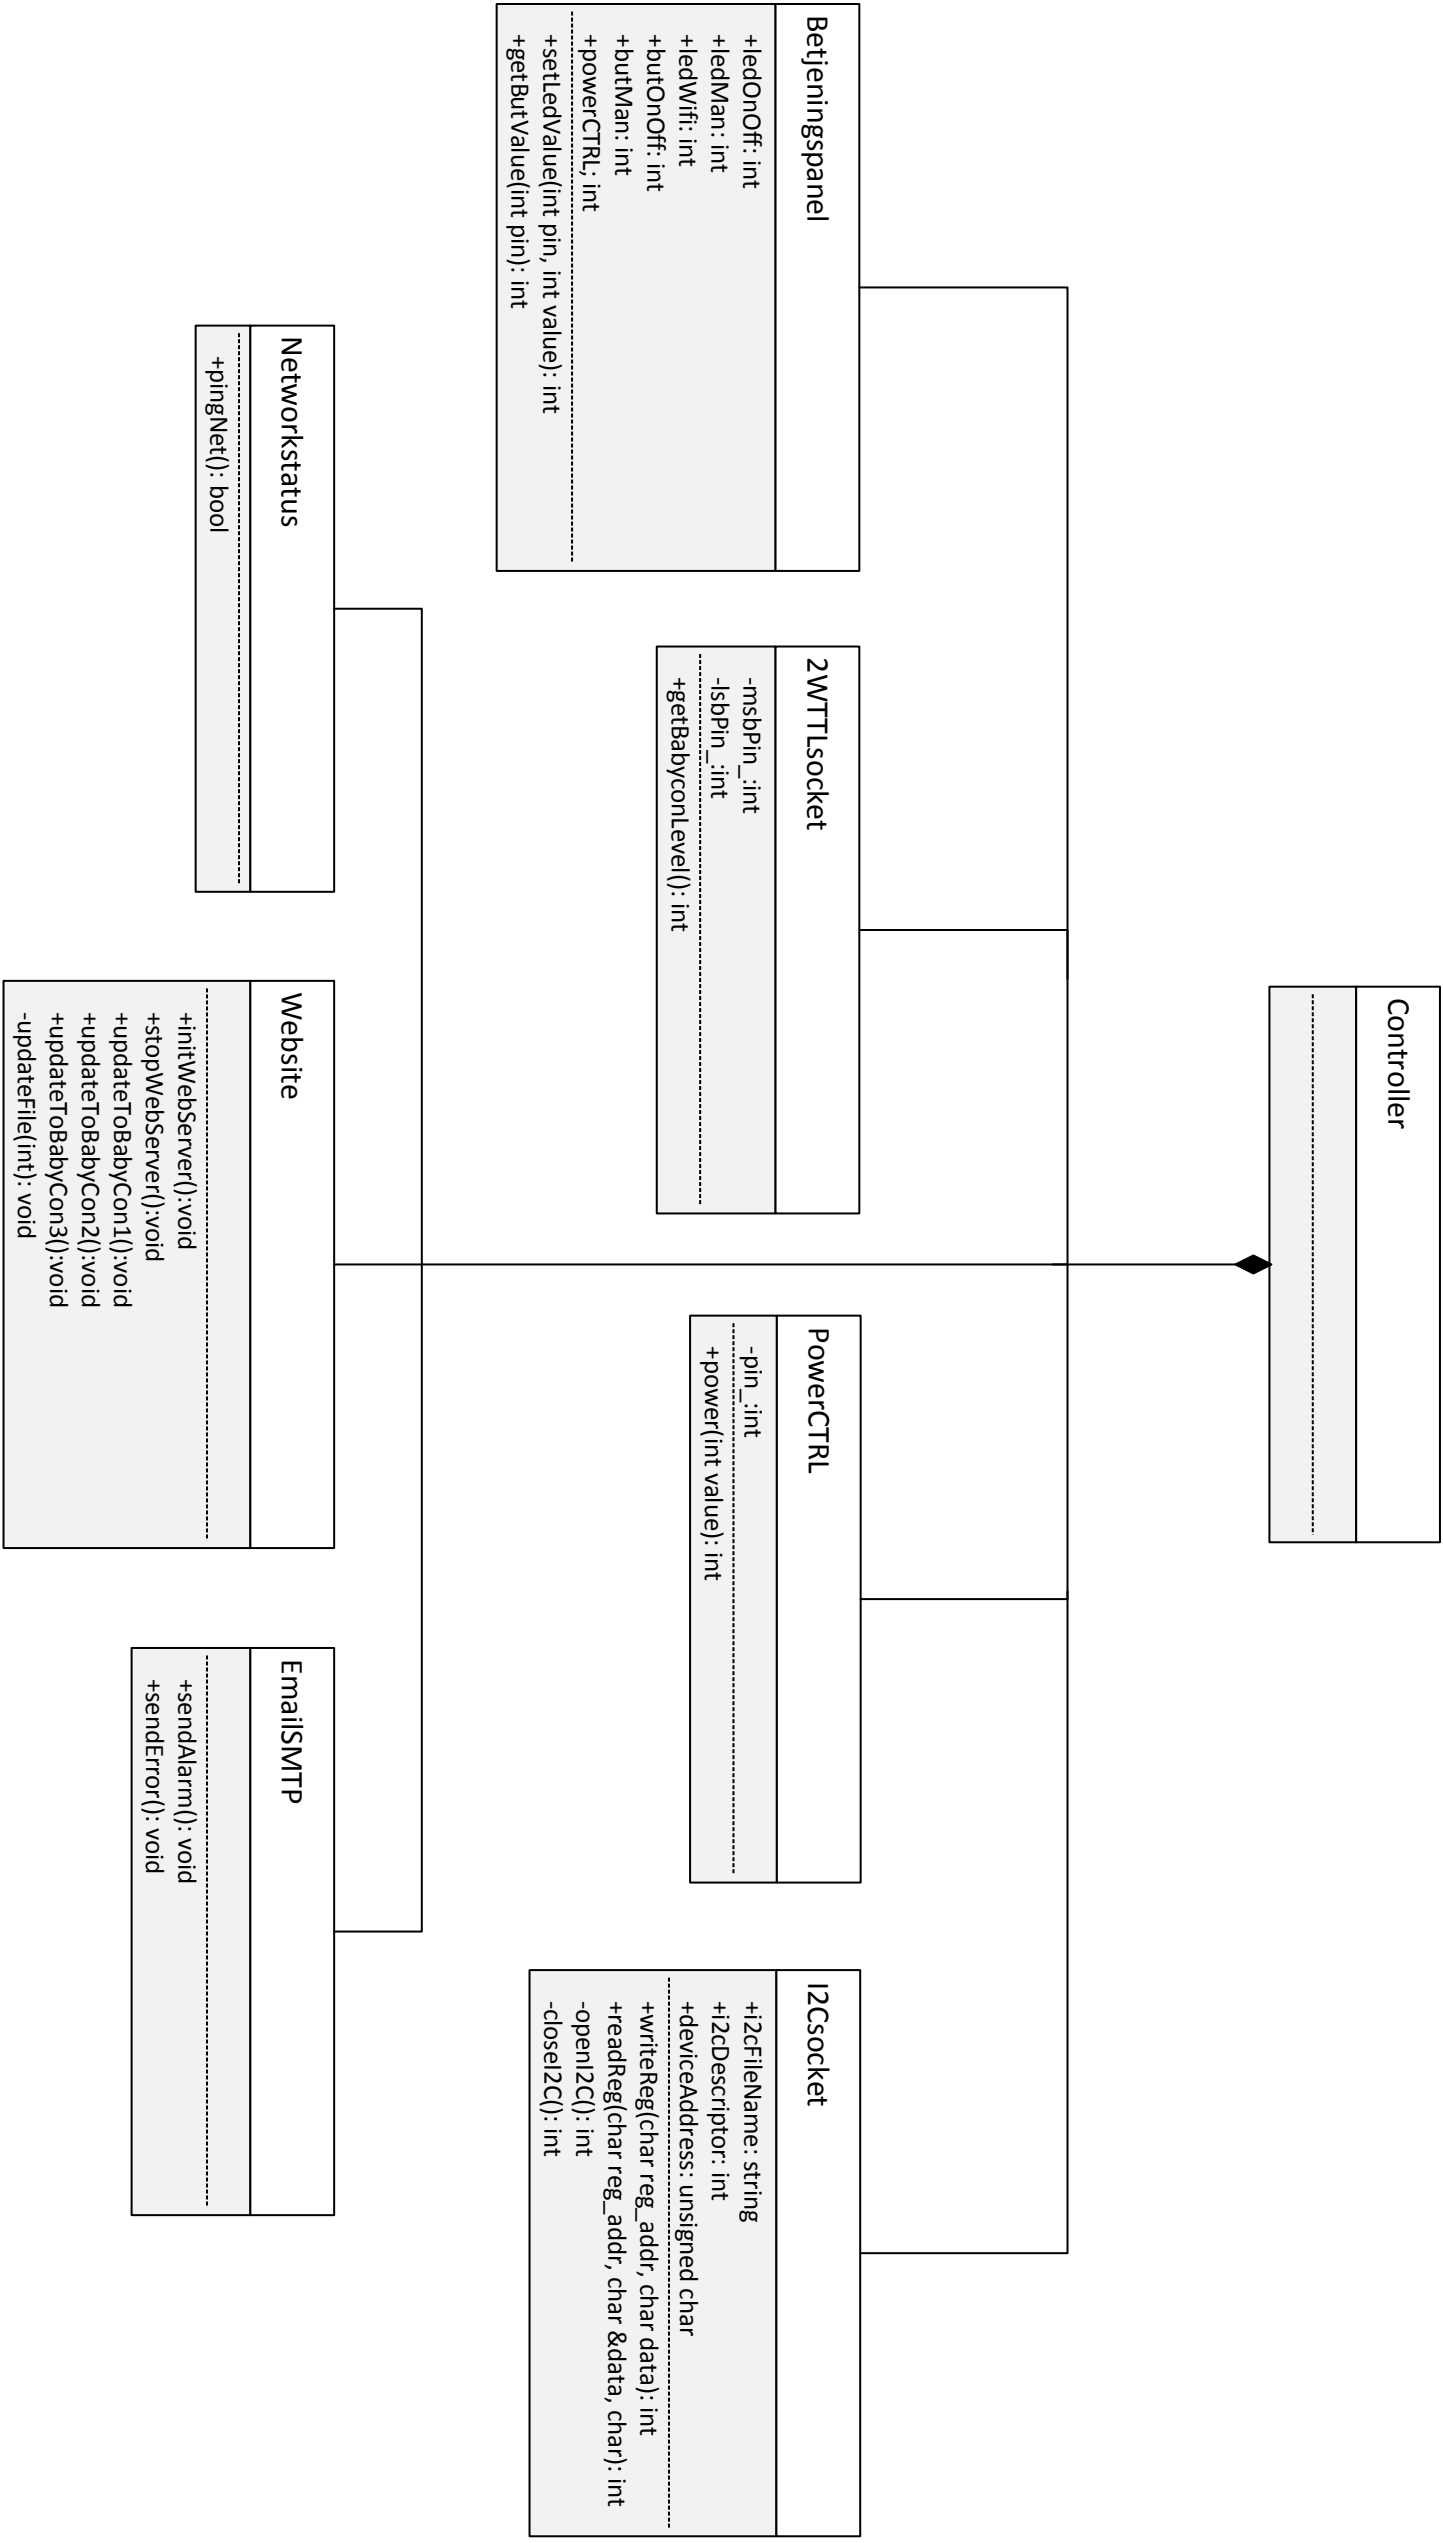 Controller
Betjeningspanel
+ledOnOff: int
+ledMan: int
+ledWifi: int
+butOnOff: int
+butMan: int
+powerCTRL; int
+setLedValue(int pin, int value): int
+getButValue(int pin): int
2WTTLsocket
-msbPin_:int
-lsbPin_:int
+getBabyconLevel(): int
PowerCTRL
-pin_:int
+power(int value): int
I2Csocket
+i2cFileName: string
+i2cDescriptor: int
+deviceAddress: unsigned char
+writeReg(char reg_addr, char data): int
+readReg(char reg_addr, char &data, char): int
-openI2C(): int
-closeI2C(): int
Networkstatus
+pingNet(): bool
Website
+initWebServer():void
+stopWebServer():void
+updateToBabyCon1():void
+updateToBabyCon2():void
+updateToBabyCon3():void
-updateFile(int): void
EmailSMTP
+sendAlarm(): void
+sendError(): void